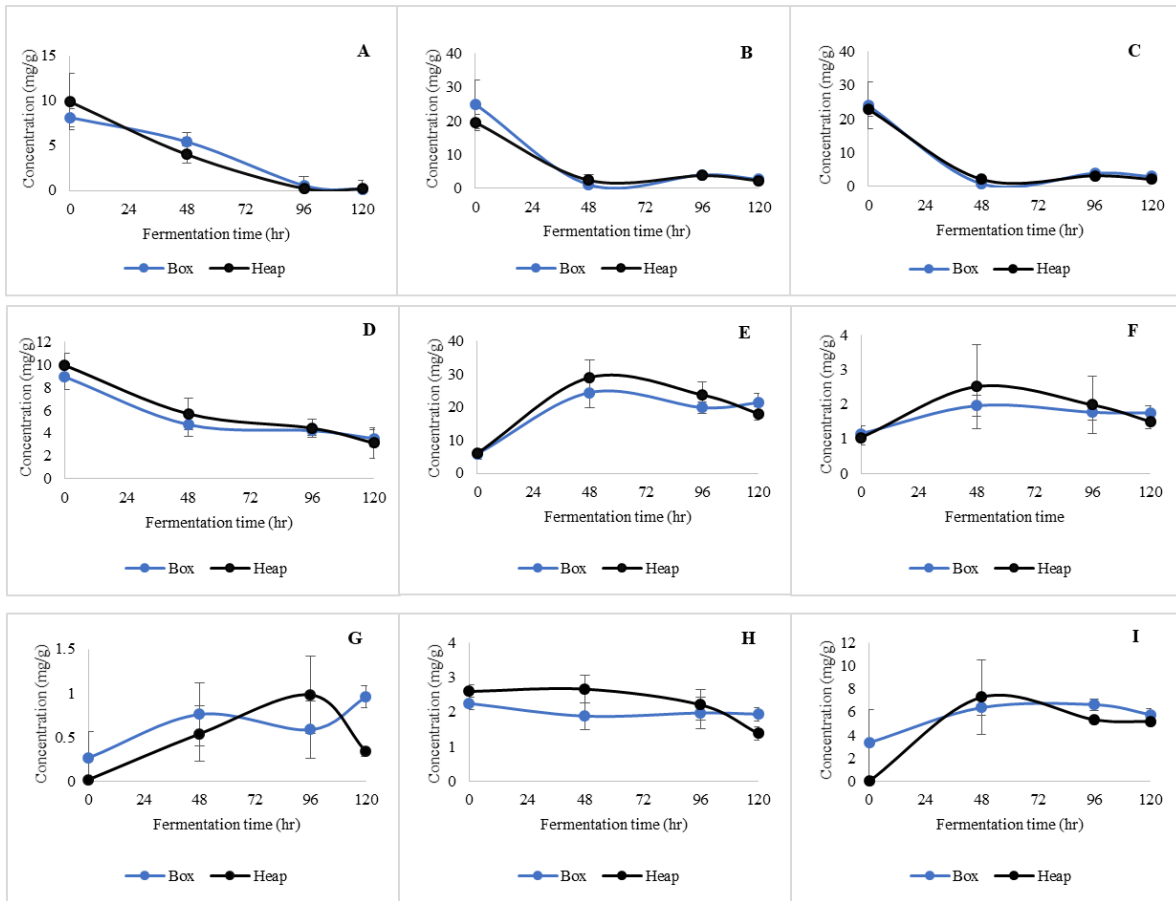 A
Concentration (mg/g)
15
10
5
0
0 24 48 72 96 120
Fermentation time (hr)
Box Heap
B
Concentration (mg/g)
40
30
20
10
0
0 24 48 72 96 120
Fermentation time (hr)
Box Heap
C
Concentration (mg/g)
40
30
20
10
0
0 24 48 72 96 120
Fermentation time (hr)
Box Heap
D
Concentration (mg/g)
12
10
8
6
4
2
0
0 24 48 72 96 120
Fermentation time (hr)
Box Heap
E
Concentration (mg/g)
40
30
20
10
0
0 24 48 72 96 120
Fermentation time (hr)
Box Heap
F
Concentration (mg/g)
4
3
2
1
0
0 24 48 72 96 120
Fermentation time
Box Heap
G
Concentration (mg/g)
1.5
1
0.5
0
0 24 48 72 96 120
Fermentation time (hr)
Box Heap
H
Concentration (mg/g)
4
3
2
1
0
0 24 48 72 96 120
Fermentation time (hr)
Box Heap
I
Concentration (mg/g)
12
10
8
6
4
2
0
0 24 48 72 96 120
Fermentation time (hr)
Box Heap